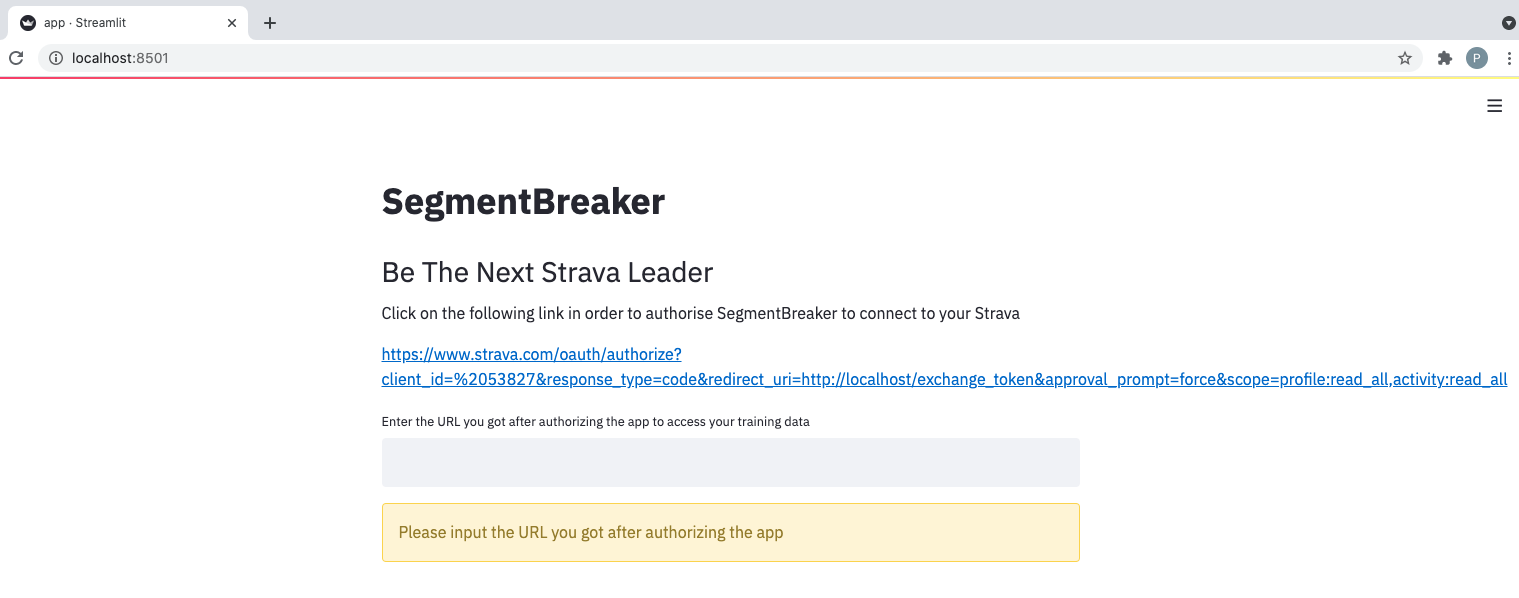 app · Streamlit
localhost:8501
P
SegmentBreaker
Be The Next Strava Leader
Click on the following link in order to authorise SegmentBreaker to connect to your Strava
https://www.strava.com/oauth/authorize?
client_id=%2053827&response_type=code&redirect_uri=http://localhost/exchange_token&approval_prompt=force&scope=profile:read_all,activity:read_all
Enter the URL you got after authorizing the app to access your training data
Please input the URL you got after authorizing the app